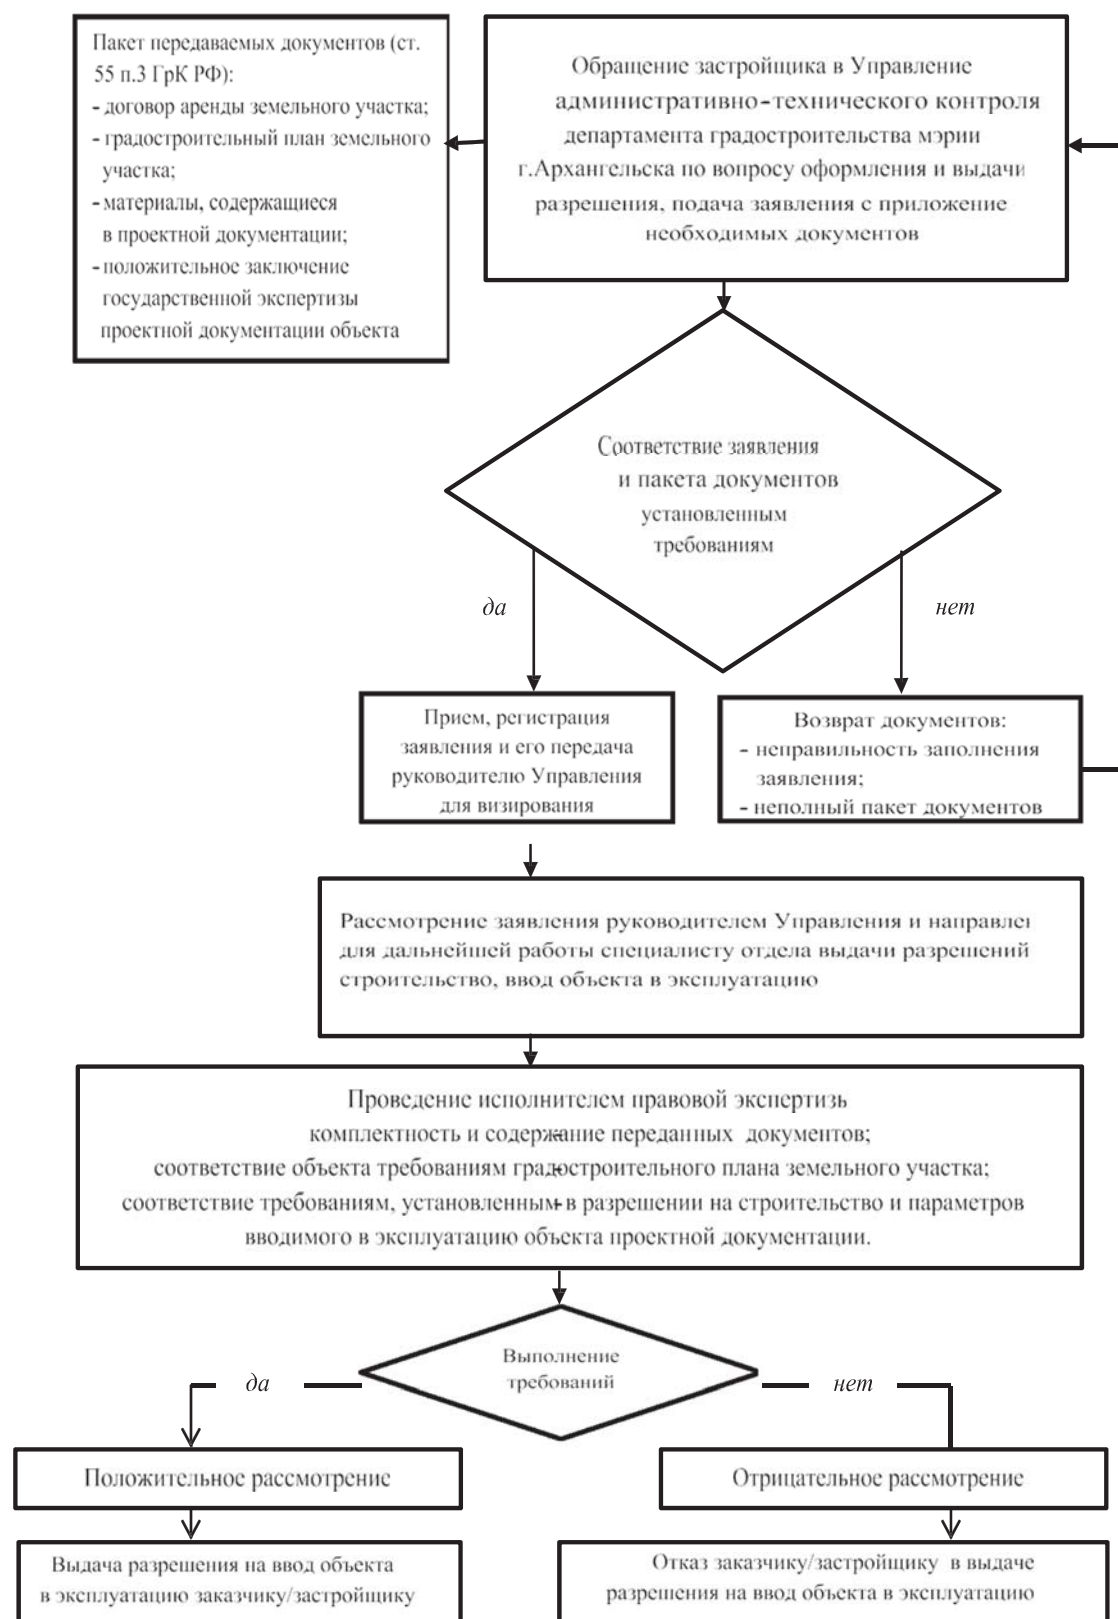 Пакет передаваемых документов (ст.
55 п.3 ГрК РФ):
- договор аренды земельного участка;
- градостроительный план земельного
участка;
- материалы, содержащиеся
в проектной документации;
- положительное заключение
государственной экспертизы
проектной документации объекта
Обращение застройщика в Управление
административно-технического контроля
департамента градостроительства мэрии
г.Архангельска по вопросу оформления и выдачи
разрешения, подача заявления с приложение
необходимых документов
Соответствие заявления
и пакета документов
установленным
требованиям
да
нет
Прием, регистрация
заявления и его передача
руководителю Управления
для визирования
Возврат документов:
- неправильность заполнения
заявления;
- неполный пакет документов
Рассмотрение заявления руководителем Управления и направлен
для дальнейшей работы специалисту отдела выдачи разрешений
строительство, ввод объекта в эксплуатацию
Проведение исполнителем правовой экспертизь
комплектность и содержание переданных документов;
соответствие объекта требованиям градостроительного плана земельного участка;
соответствие требованиям, установленным в разрешении на строительство и параметров
вводимого в эксплуатацию объекта проектной документации.
Выполнение
требований
да
нет
Положительное рассмотрение
Отрицательное рассмотрение
Выдача разрешения на ввод объекта
в эксплуатацию заказчику/застройщику
Отказ заказчику/застройщику в выдаче
разрешения на ввод объекта в эксплуатацию